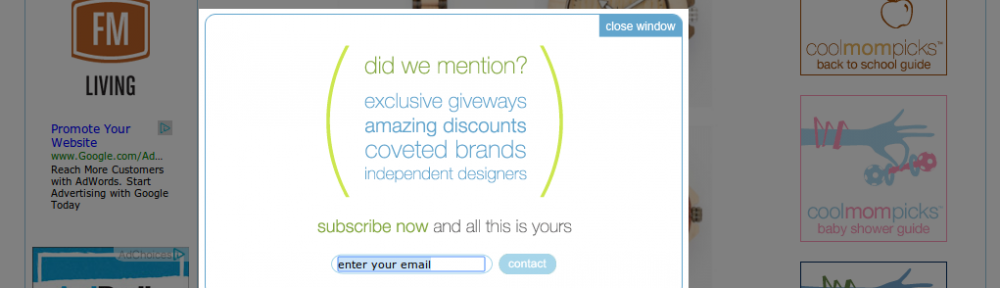 FM
LIVING
Promote Your
Website
www.Google.com/Ad...
Reach More Customers
with AdWords. Start
Advertising with Google
Today
AdChoices
close window
did we mention?
exclusive giveways
amazing discounts
coveted brands
independent designers
subscribe now and all this is yours
enter your email
contact
coolmompicks™
back to school guide
coolmompicks™
baby shower guide